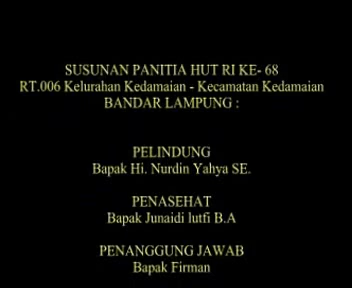 SUSUNAN PANITIA HUT RI KE- 68
RT.006 Kelurahan Kedamaian - Kecamatan Kedamaian
BANDAR LAMPUNG :
PELINDUNG
Bapak Hi. Nurdin Yahya SE.
PENASEHAT
Bapak Junaidi lutfi B.A
PENANGGUNG JAWAB
Bapak Firman